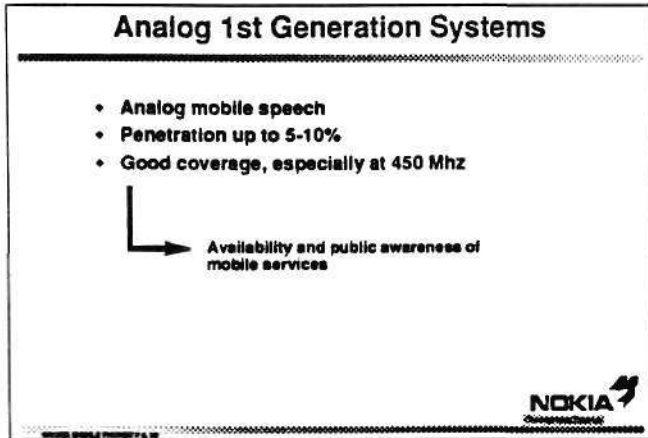 Analog 1st Generation Systems
Analog mobile speech
Penetration up to 5-10%
Good coverage, especially at 450 Mhz
Availability and public awareness of
mobile services
NOKIA